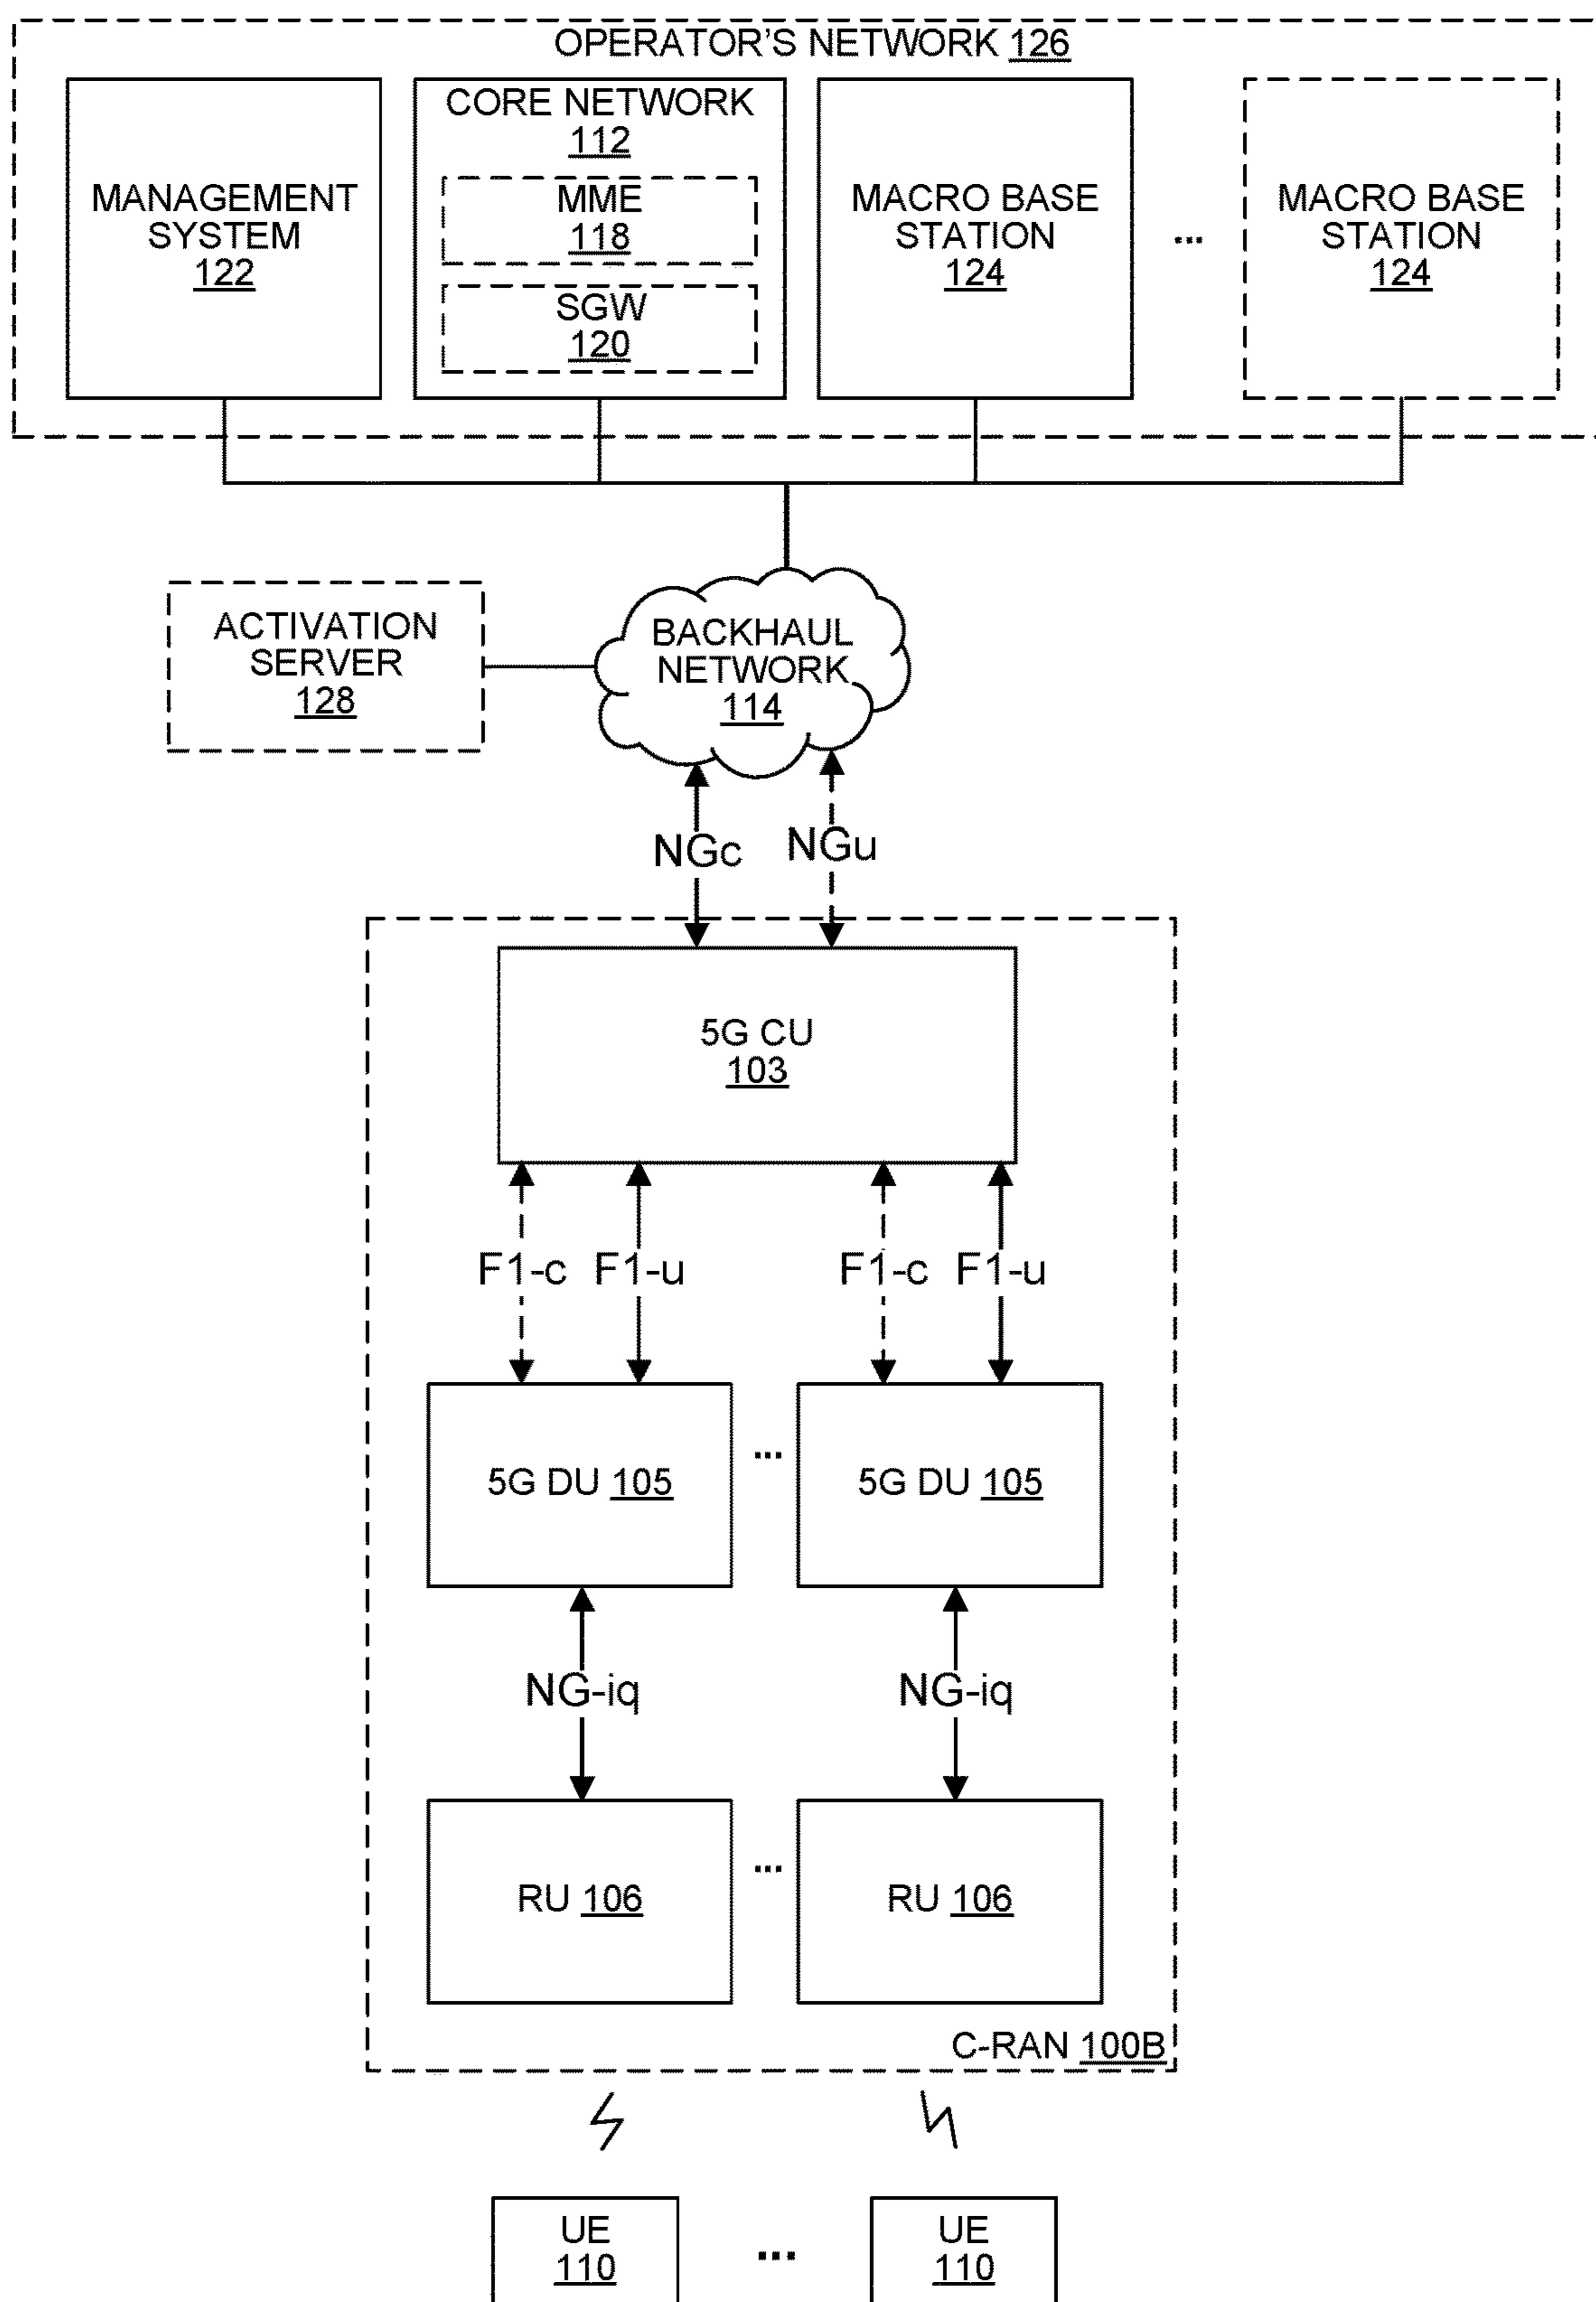 OPERATOR'S NETWORK 126
MANAGEMENT
SYSTEM
122
CORE NETWORK
112
MME
118
SGW
120
MACRO BASE
STATION
124
...
MACRO BASE
STATION
124
ACTIVATION
SERVER
128
BACKHAUL
NETWORK
114
NGc NGu
5G CU
103
F1-c F1-u F1-c F1-u
5G DU 105 ... 5G DU 105
NG-iq NG-iq
RU 106 ... RU 106
C-RAN 100B
UE
110
...
UE
110